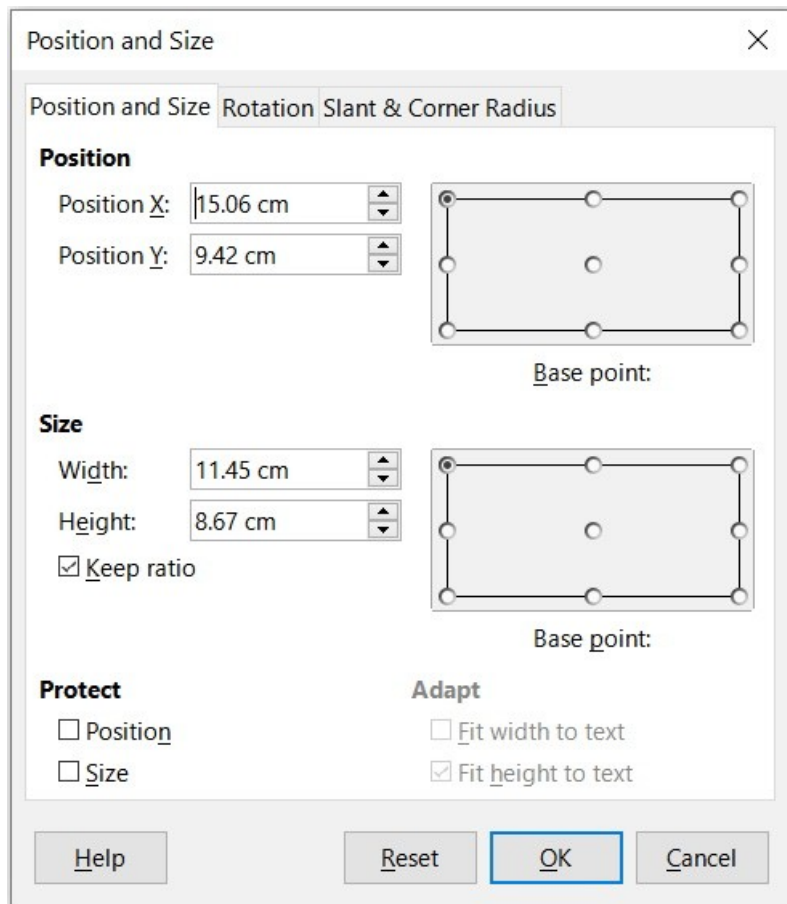 Position and Size
Position and Size Rotation Slant & Corner Radius
Position
Position X: 15.06 cm
Position Y: 9.42 cm
Base point:
Size
Width: 11.45 cm
Height: 8.67 cm
Keep ratio
Base point:
Protect Adapt
Position Fit width to text
Size Fit height to text
Help Reset OK Cancel